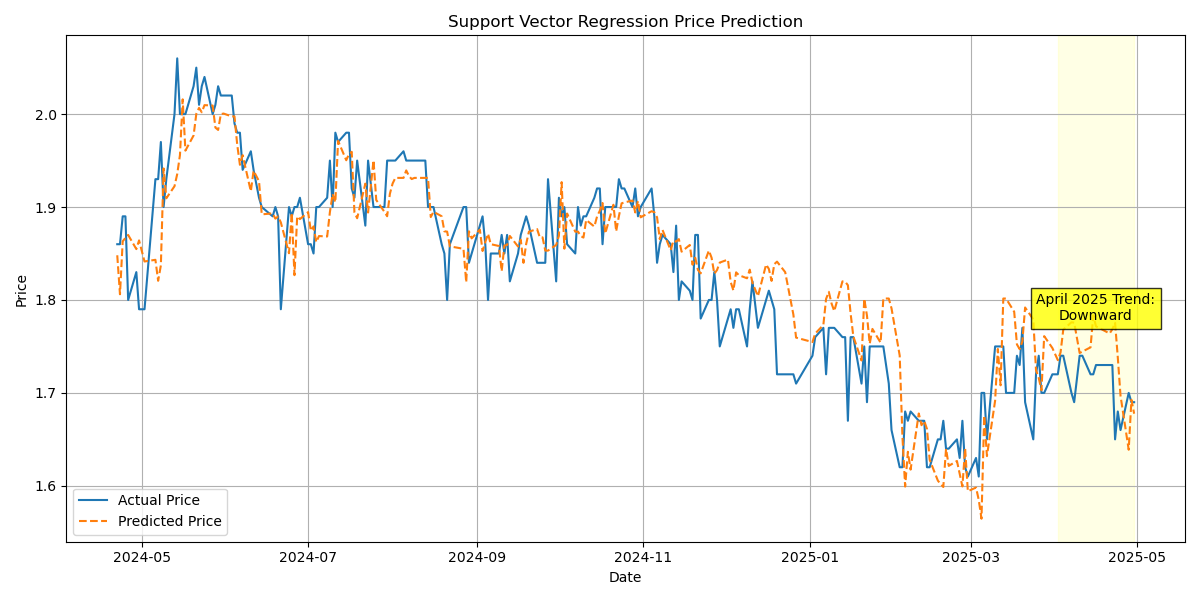 Support Vector Regression Price Prediction
Price
2.0
1.9
1.8
1.7
1.6
April 2025 Trend:
Downward
Actual Price
Predicted Price
2024-05
2024-07
2024-09
2024-11
2025-01
2025-03
2025-05
Date